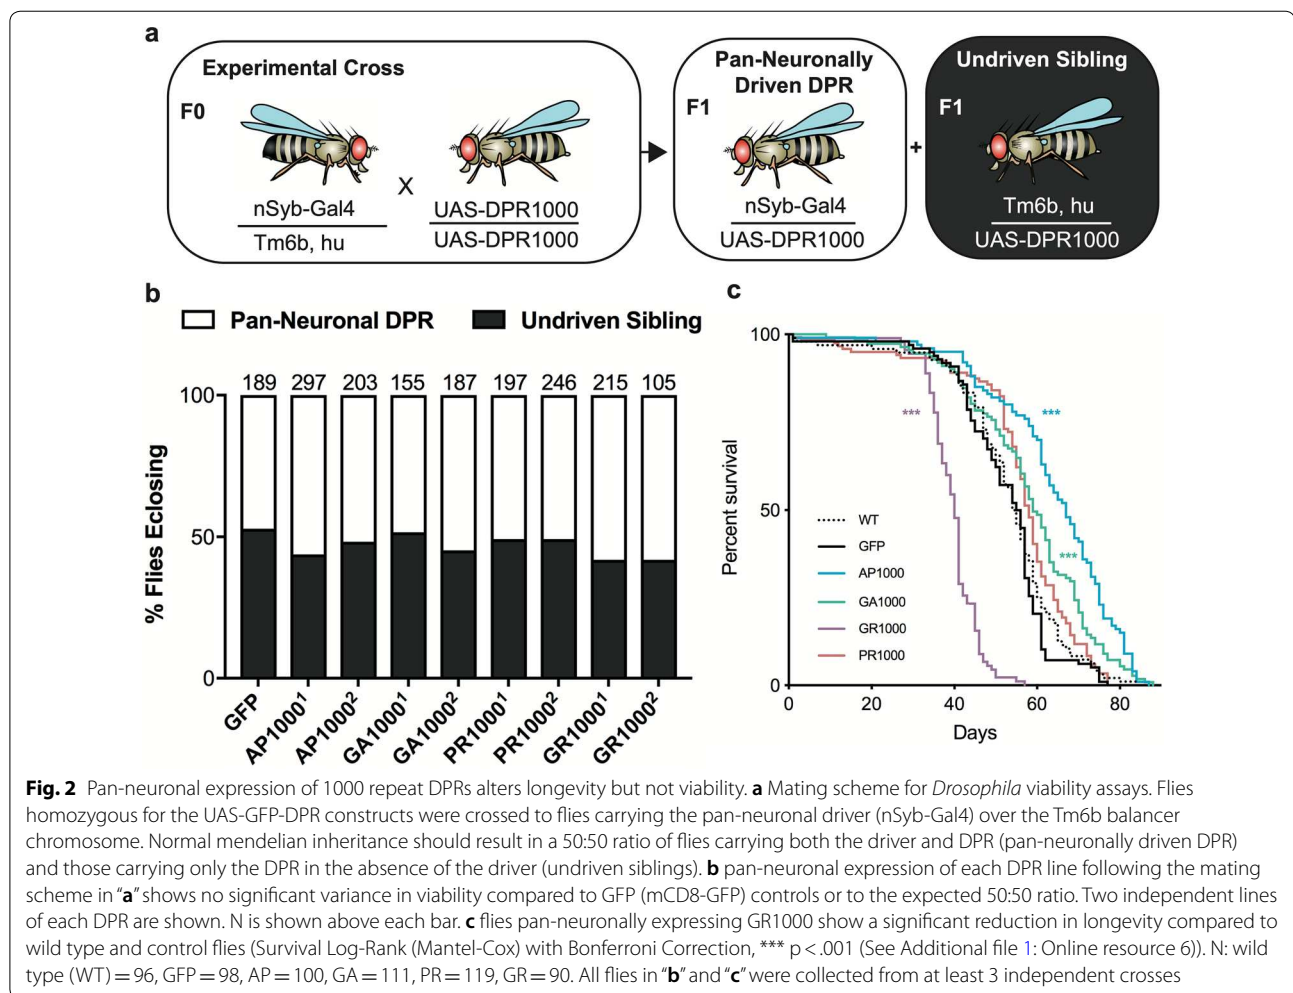 a
Experimental Cross
F0
nSyb-Gal4
Tm6b, hu
X
UAS-DPR1000
UAS-DPR1000
Pan-Neuronally
Driven DPR
F1
nSyb-Gal4
UAS-DPR1000
+
Undriven Sibling
F1
Tm6b, hu
UAS-DPR1000
b
Pan-Neuronal DPR
Undriven Sibling
189 297 203 155 187 197 246 215 105
100
50
0
% Flies Eclosing
GFP
AP1000¹
AP1000²
GA1000¹
GA1000²
PR1000¹
PR1000²
GR1000¹
GR1000²
c
100
50
0
Percent survival
***
***
***
WT
GFP
AP1000
GA1000
GR1000
PR1000
0 20 40 60 80
Days
Fig. 2 Pan-neuronal expression of 1000 repeat DPRs alters longevity but not viability. a Mating scheme for Drosophila viability assays. Flies
homozygous for the UAS-GFP-DPR constructs were crossed to flies carrying the pan-neuronal driver (nSyb-Gal4) over the Tm6b balancer
chromosome. Normal mendelian inheritance should result in a 50:50 ratio of flies carrying both the driver and DPR (pan-neuronally driven DPR)
and those carrying only the DPR in the absence of the driver (undriven siblings). b pan-neuronal expression of each DPR line following the mating
scheme in “a” shows no significant variance in viability compared to GFP (mCD8-GFP) controls or to the expected 50:50 ratio. Two independent lines
of each DPR are shown. N is shown above each bar. c flies pan-neuronally expressing GR1000 show a significant reduction in longevity compared to
wild type and control flies (Survival Log-Rank (Mantel-Cox) with Bonferroni Correction, *** p < .001 (See Additional file 1: Online resource 6)). N: wild
type (WT) = 96, GFP = 98, AP = 100, GA = 111, PR = 119, GR = 90. All flies in “b” and “c” were collected from at least 3 independent crosses